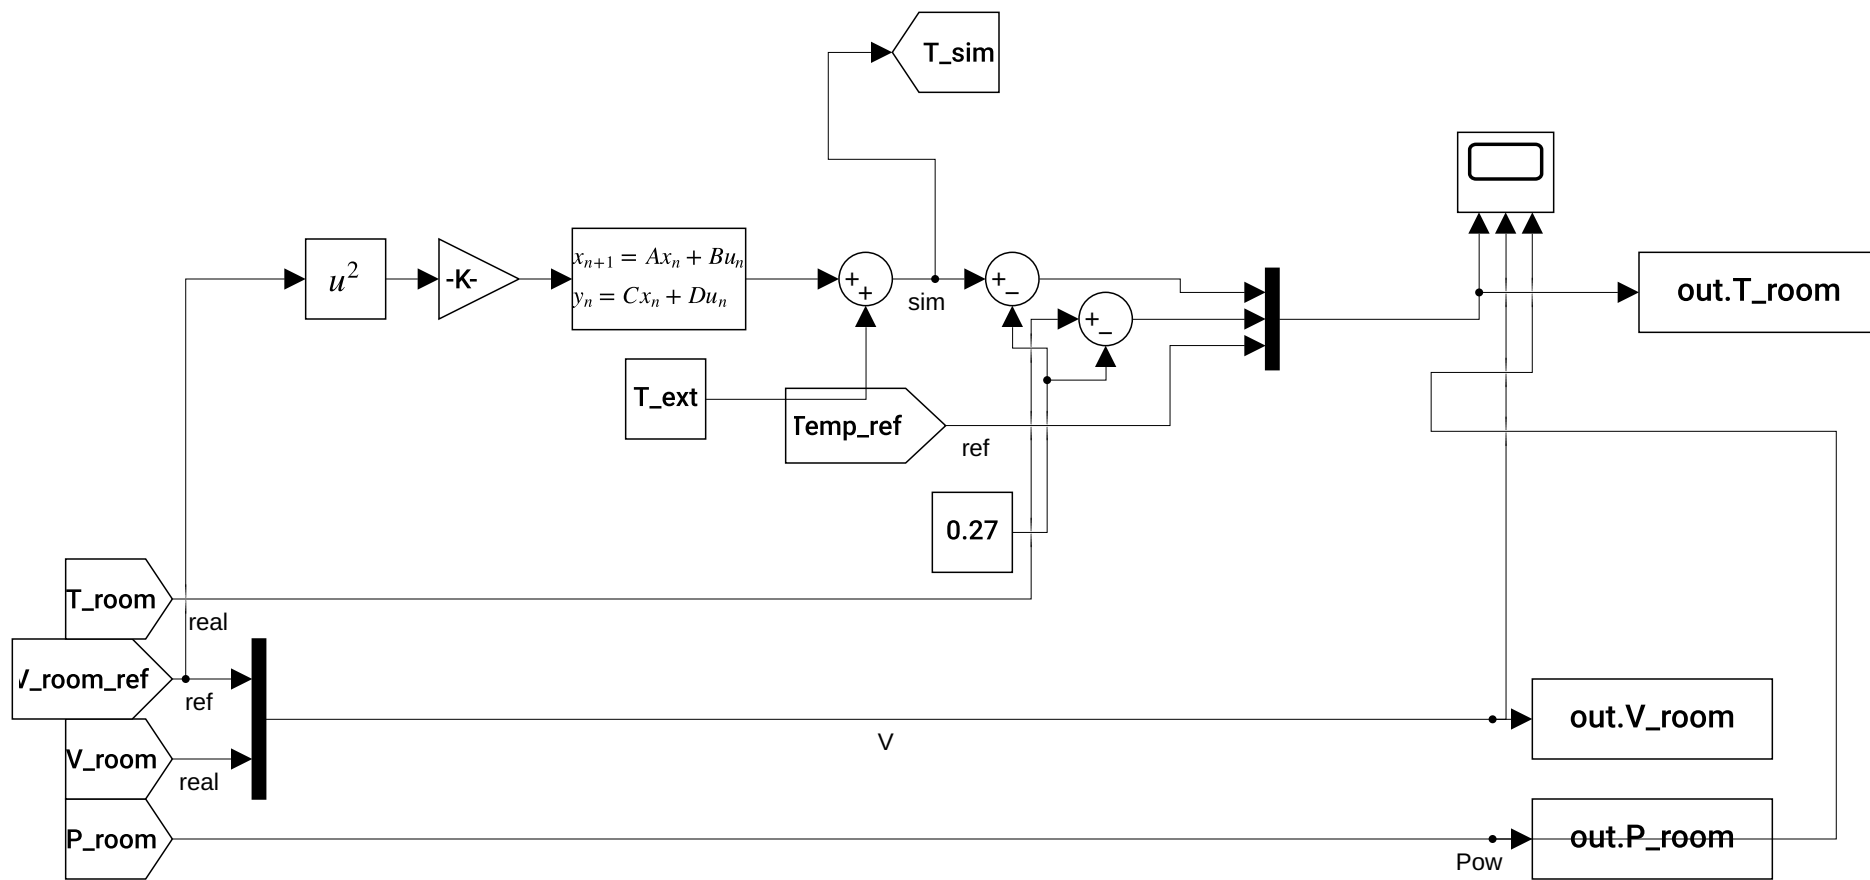 T_sim
u²
-K-
xₙ₊₁ = Axₙ + Buₙ
yₙ = Cxₙ + Duₙ
+
+
sim
+
−
+
−
out.T_room
T_ext
Temp_ref
ref
0.27
T_room
real
V_room_ref
ref
out.V_room
V
V_room
real
P_room
out.P_room
Pow